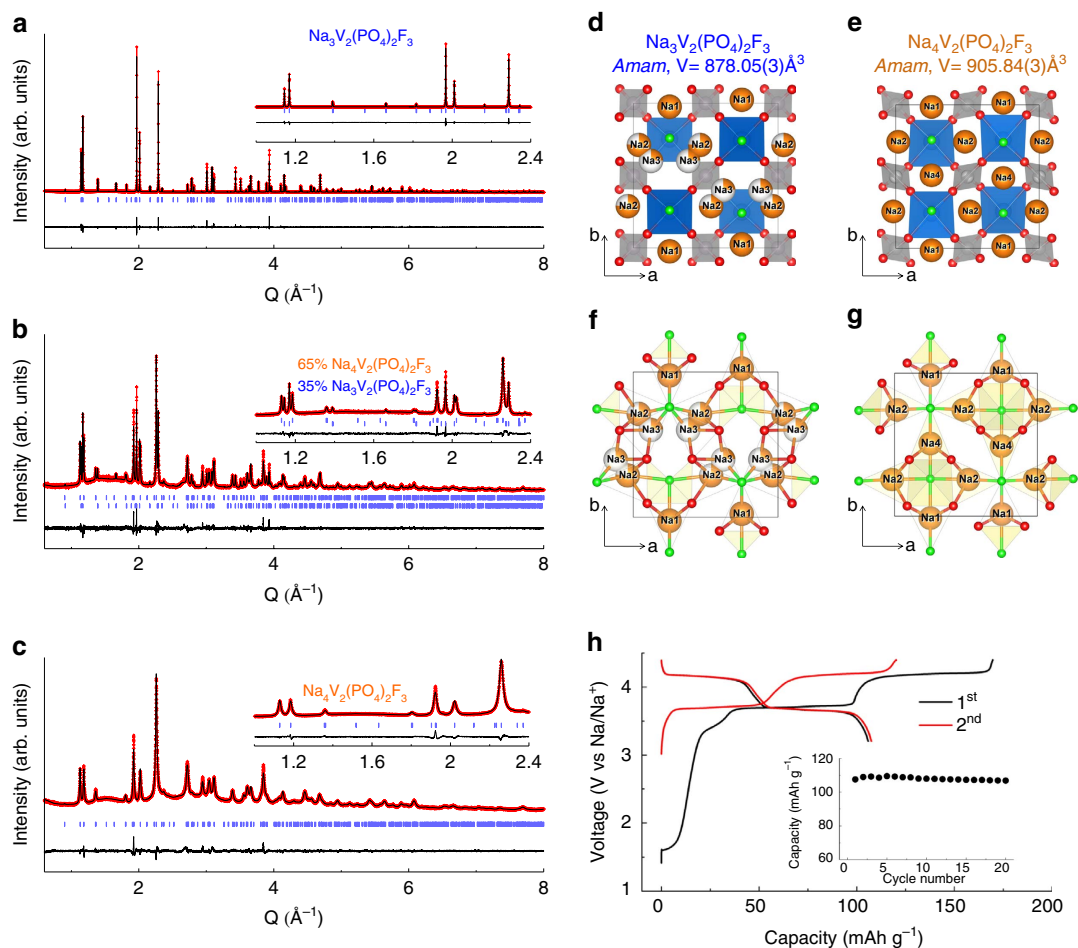 a
Na₃V₂(PO₄)₂F₃
Intensity (arb. units)
1.2 1.6 2 2.4
2 4 6 8
Q (Å⁻¹)
b
65% Na₄V₂(PO₄)₂F₃
35% Na₃V₂(PO₄)₂F₃
Intensity (arb. units)
1.2 1.6 2 2.4
2 4 6 8
Q (Å⁻¹)
c
Na₄V₂(PO₄)₂F₃
Intensity (arb. units)
1.2 1.6 2 2.4
2 4 6 8
Q (Å⁻¹)
d
Na₃V₂(PO₄)₂F₃
Amam, V= 878.05(3)Å³
Na1 Na1
Na2 Na2
Na3 Na3
Na3 Na3
Na2 Na2 Na2
Na1 Na1
b
a
e
Na₄V₂(PO₄)₂F₃
Amam, V= 905.84(3)Å³
Na1 Na1
Na2 Na2
Na4 Na4
Na2 Na2 Na2
Na1 Na1
b
a
f
Na1 Na1
Na2 Na2 Na2
Na3 Na3 Na3
Na3 Na3 Na3
Na2 Na2 Na2
Na1 Na1
b
a
g
Na1 Na1
Na2 Na2 Na2
Na4 Na4
Na2 Na2 Na2
Na1 Na1
b
a
h
Voltage (V vs Na/Na⁺)
4
3
2
1
1st
2nd
Capacity (mAh g⁻¹)
120
100
80
60
0 5 10 15 20
Cycle number
0 50 100 150 200
Capacity (mAh g⁻¹)